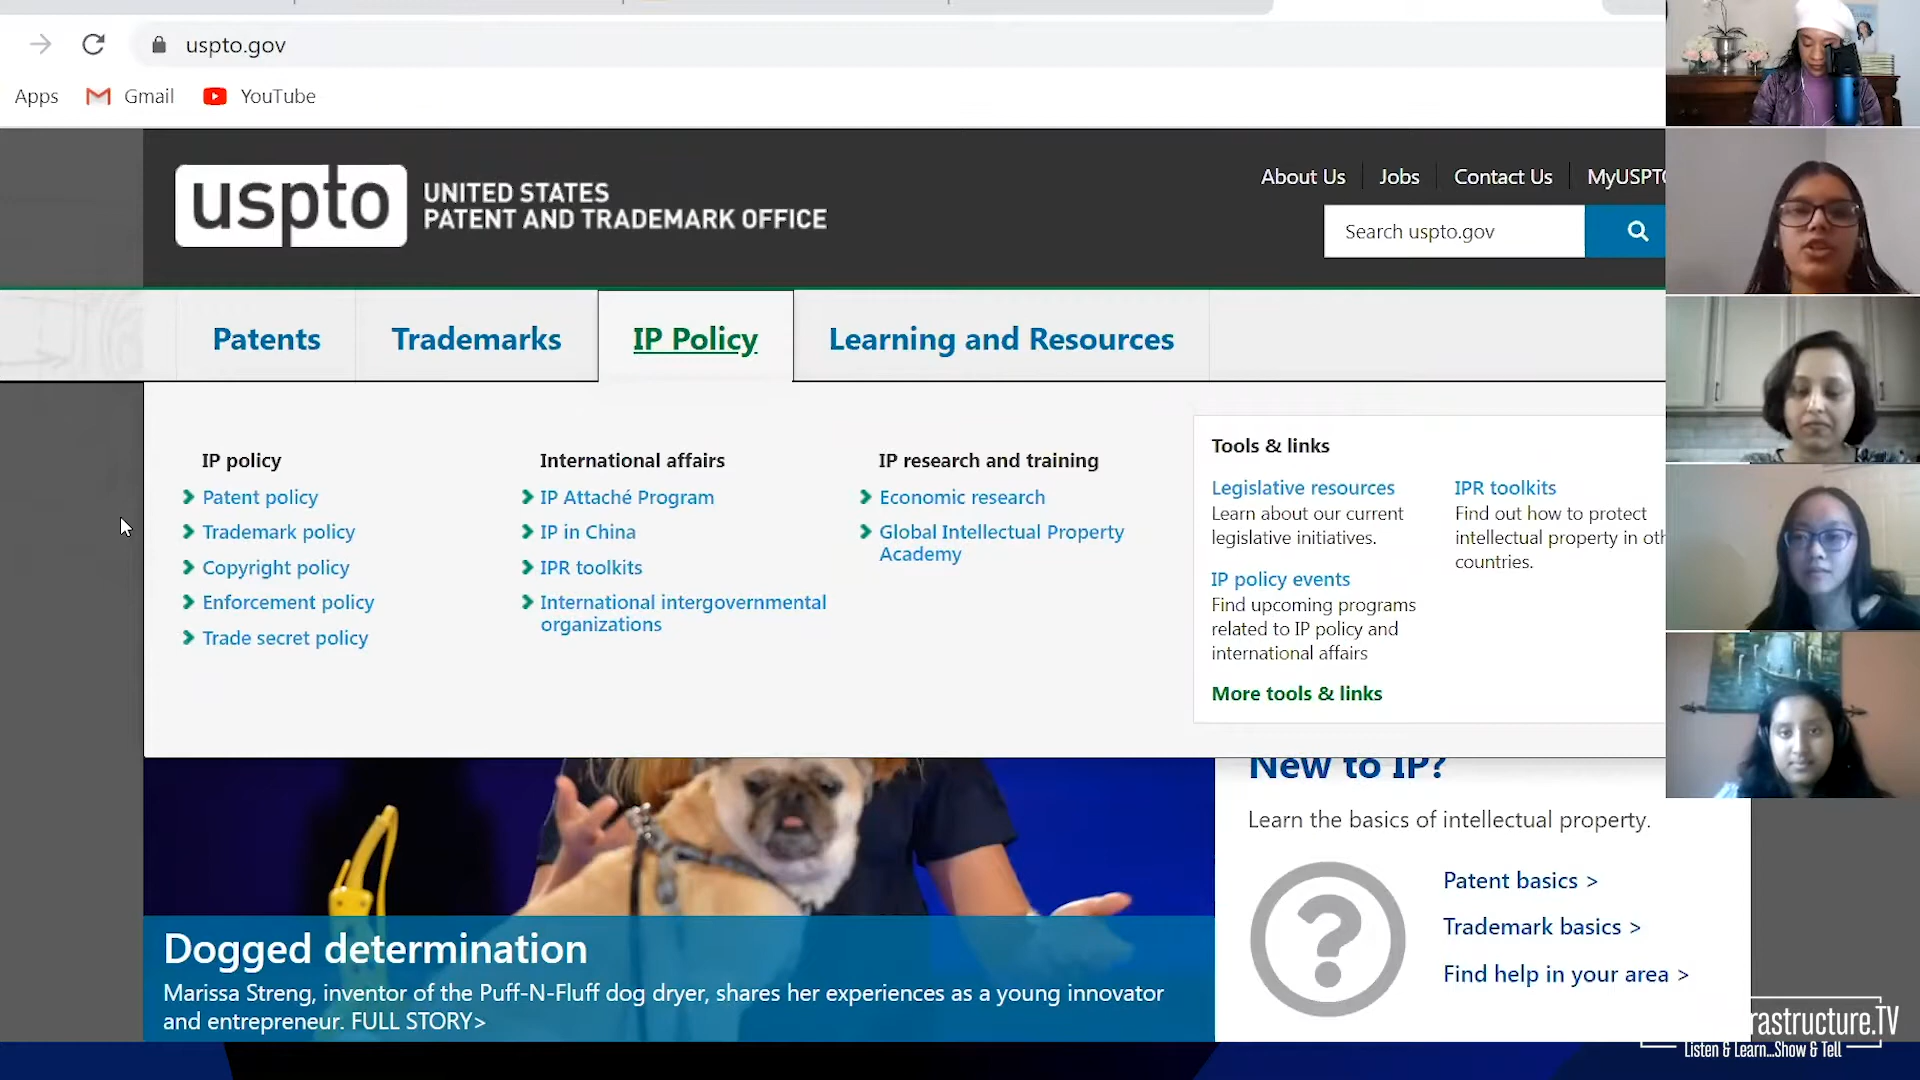 uspto.gov
Apps Gmail YouTube
uspto UNITED STATES
PATENT AND TRADEMARK OFFICE
About Us Jobs Contact Us MyUSPTO
Search uspto.gov
Patents Trademarks IP Policy Learning and Resources
IP policy
Patent policy
Trademark policy
Copyright policy
Enforcement policy
Trade secret policy
International affairs
IP Attaché Program
IP in China
IPR toolkits
International intergovernmental
organizations
IP research and training
Economic research
Global Intellectual Property
Academy
Tools & links
Legislative resources
Learn about our current
legislative initiatives.
IP policy events
Find upcoming programs
related to IP policy and
international affairs
More tools & links
IPR toolkits
Find out how to protect
intellectual property in oth
countries.
New to IP?
Learn the basics of intellectual property.
Patent basics >
Trademark basics >
Find help in your area >
Dogged determination
Marissa Streng, inventor of the Puff-N-Fluff dog dryer, shares her experiences as a young innovator
and entrepreneur. FULL STORY>
rastructure.TV
Listen & Learn...Show & Tell